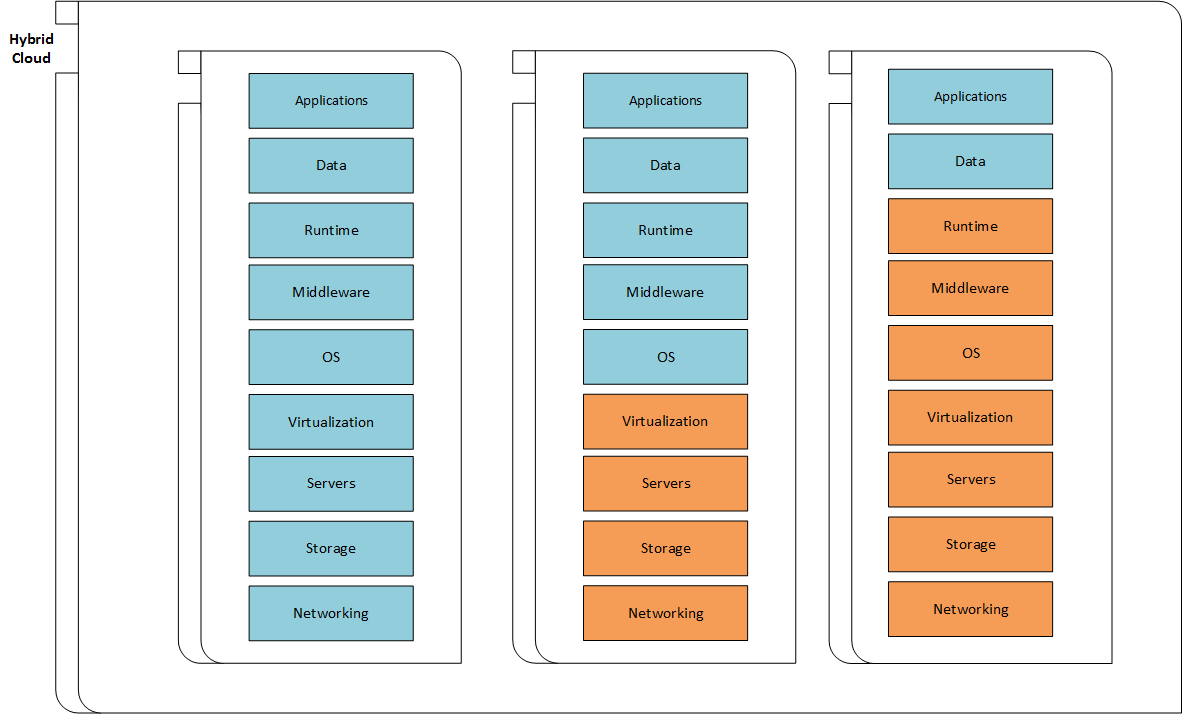 Hybrid
Cloud
Applications
Data
Runtime
Middleware
OS
Virtualization
Servers
Storage
Networking
Applications
Data
Runtime
Middleware
OS
Virtualization
Servers
Storage
Networking
Applications
Data
Runtime
Middleware
OS
Virtualization
Servers
Storage
Networking